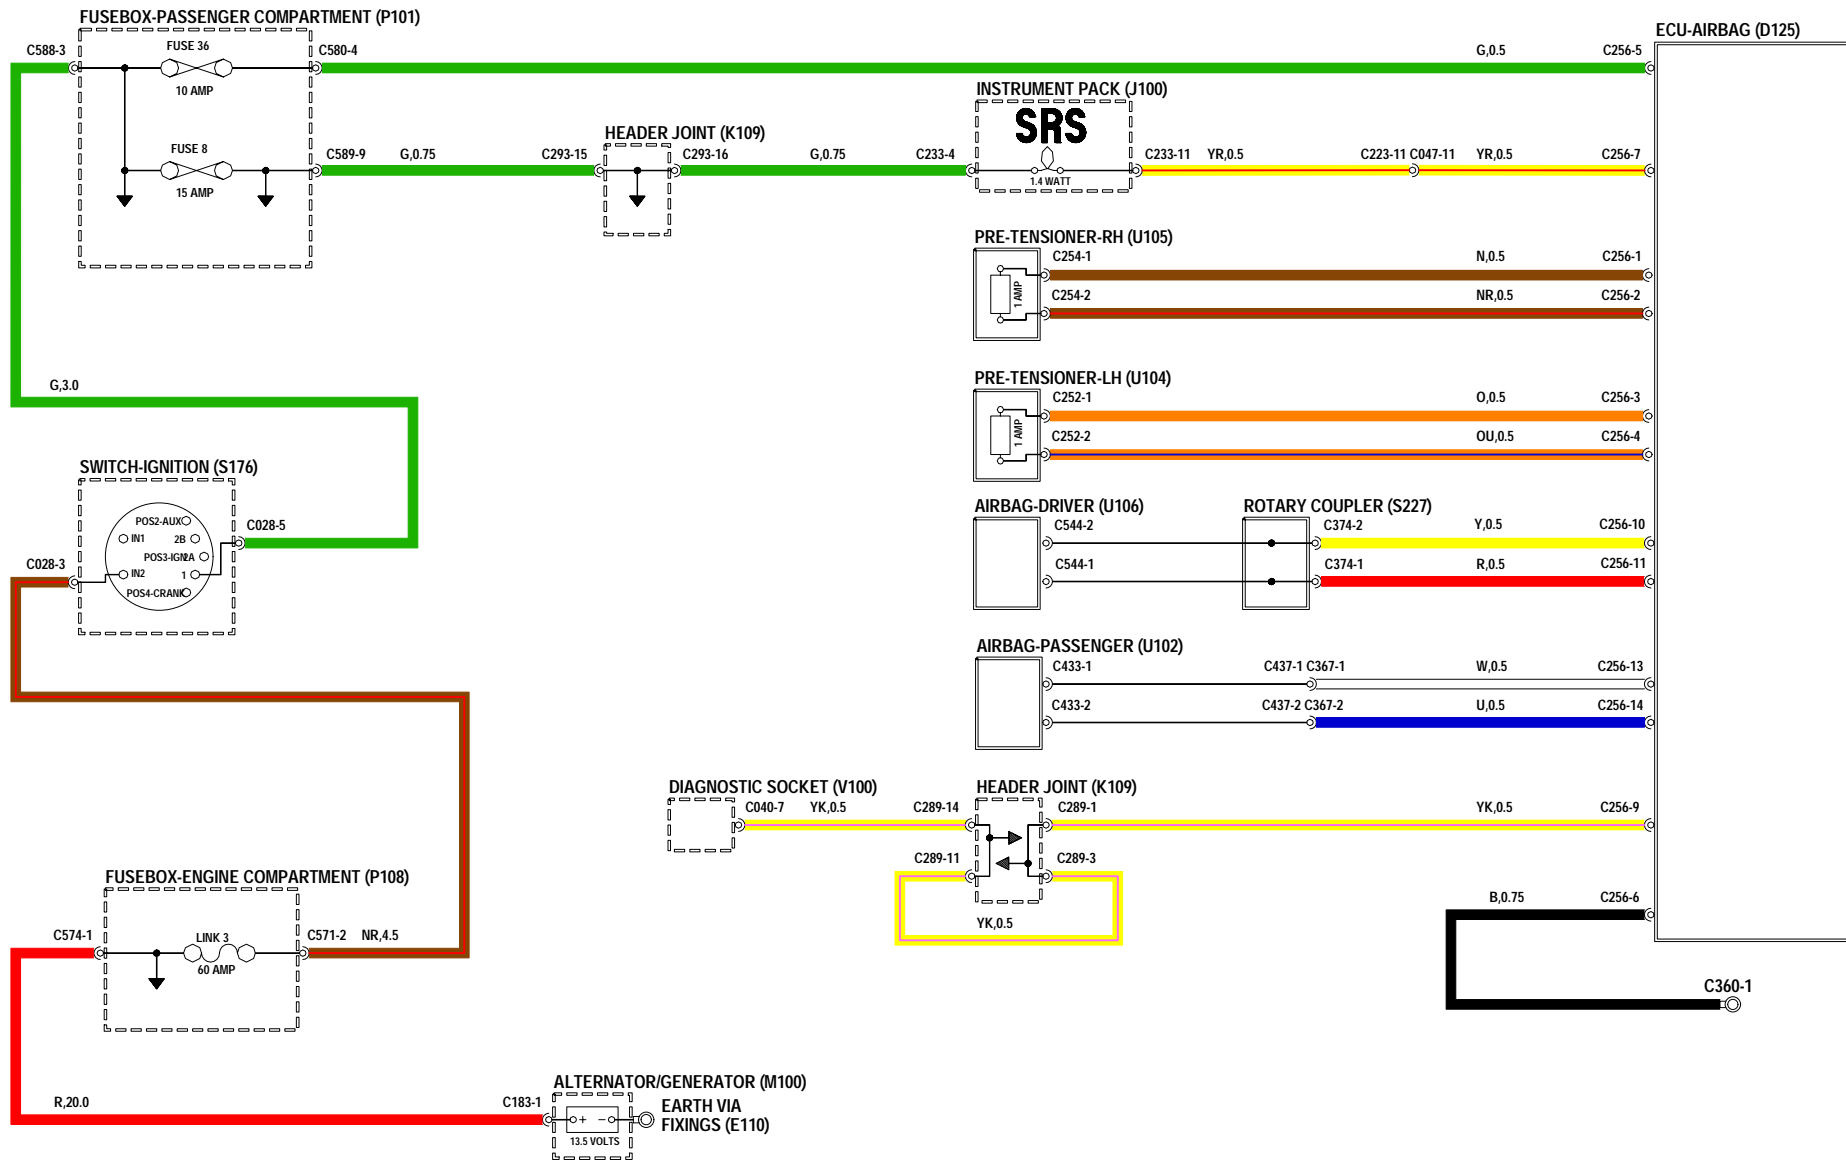 FUSEBOX-PASSENGER COMPARTMENT (P101)
C588-3
FUSE 36
C580-4
10 AMP
FUSE 8
C589-9
G,0.75
15 AMP
HEADER JOINT (K109)
C293-15
C293-16
G,0.75
C233-4
INSTRUMENT PACK (J100)
SRS
1.4 WATT
C233-11
YR,0.5
C223-11 C047-11
YR,0.5
C256-7
ECU-AIRBAG (D125)
G,0.5
C256-5
PRE-TENSIONER-RH (U105)
C254-1
N,0.5
C256-1
1 AMP
C254-2
NR,0.5
C256-2
PRE-TENSIONER-LH (U104)
C252-1
O,0.5
C256-3
1 AMP
C252-2
OU,0.5
C256-4
G,3.0
SWITCH-IGNITION (S176)
POS2-AUX
IN1
2B
POS3-IGN
2A
IN2
1
POS4-CRANK
C028-5
C028-3
AIRBAG-DRIVER (U106)
C544-2
C544-1
ROTARY COUPLER (S227)
C374-2
Y,0.5
C256-10
C374-1
R,0.5
C256-11
AIRBAG-PASSENGER (U102)
C433-1
C437-1 C367-1
W,0.5
C256-13
C433-2
C437-2 C367-2
U,0.5
C256-14
DIAGNOSTIC SOCKET (V100)
C040-7
YK,0.5
C289-14
HEADER JOINT (K109)
C289-1
YK,0.5
C256-9
C289-11
C289-3
YK,0.5
B,0.75
C256-6
C360-1
FUSEBOX-ENGINE COMPARTMENT (P108)
C574-1
LINK 3
60 AMP
C571-2
NR,4.5
R,20.0
C183-1
ALTERNATOR/GENERATOR (M100)
+ −
13.5 VOLTS
EARTH VIA
FIXINGS (E110)